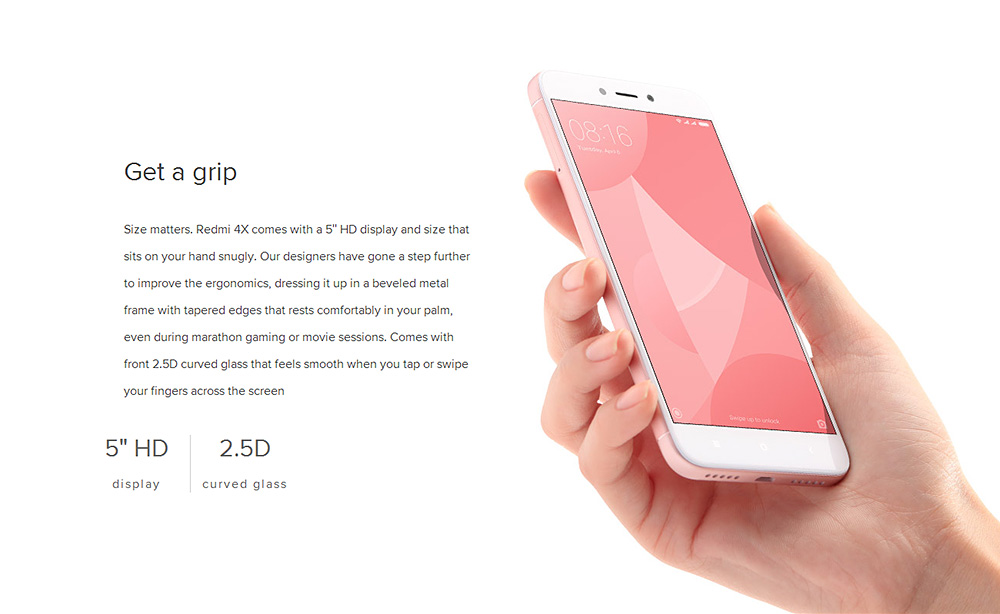 Get a grip
Size matters. Redmi 4X comes with a 5" HD display and size that
sits on your hand snugly. Our designers have gone a step further
to improve the ergonomics, dressing it up in a beveled metal
frame with tapered edges that rests comfortably in your palm,
even during marathon gaming or movie sessions. Comes with
front 2.5D curved glass that feels smooth when you tap or swipe
your fingers across the screen
5" HD
display
2.5D
curved glass
08:16
Tuesday, April 5
Swipe up to unlock